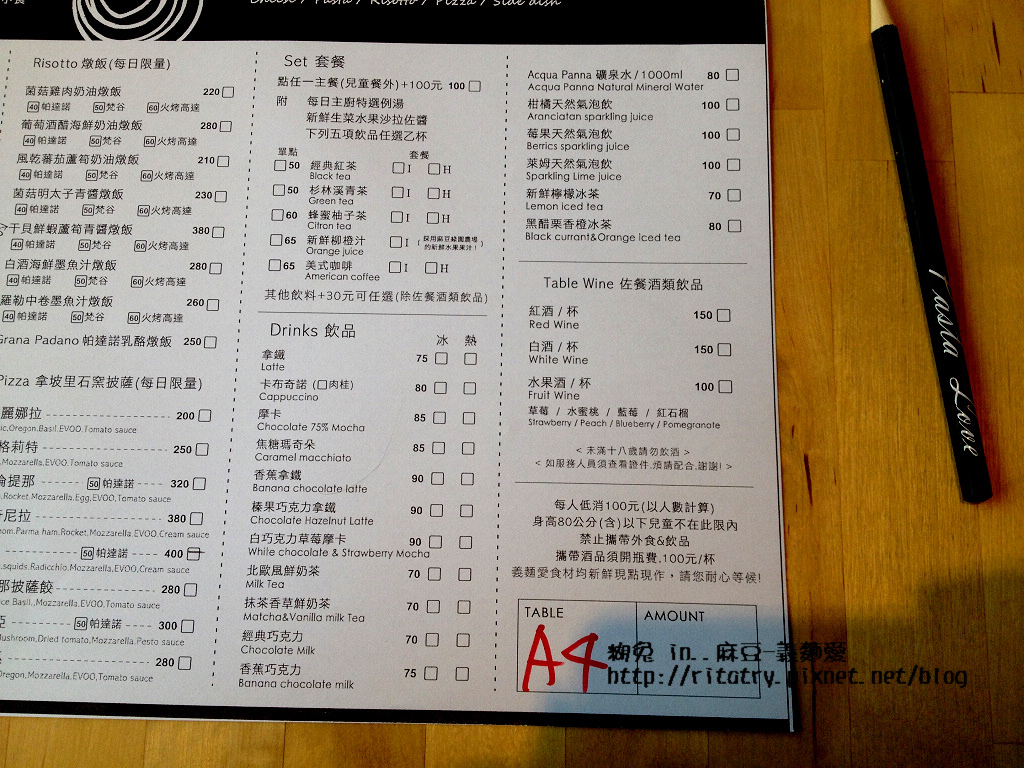 Cheese / Pasta / Risotto / Pizza / Side dish
Risotto 燉飯(每日限量)
菌菇雞肉奶油燉飯 220
40 帕達諾 50 梵谷 60 火烤高達
葡萄酒醋海鮮奶油燉飯 280
40 帕達諾 50 梵谷 60 火烤高達
風乾蕃茄蘆筍奶油燉飯 210
40 帕達諾 50 梵谷 60 火烤高達
菌菇明太子青醬燉飯 230
40 帕達諾 50 梵谷 60 火烤高達
干貝鮮蝦蘆筍青醬燉飯 380
40 帕達諾 50 梵谷 60 火烤高達
白酒海鮮墨魚汁燉飯 280
40 帕達諾 50 梵谷 60 火烤高達
羅勒中卷墨魚汁燉飯 260
40 帕達諾 50 梵谷 60 火烤高達
Grana Padano 帕達諾乳酪燉飯 250
Pizza 拿坡里石窯披薩(每日限量)
麗娜拉 200
Oregon.Basil.EVOO.Tomato sauce
格莉特 250
Mozzarella.EVOO.Tomato sauce
倫提那 50 帕達諾 320
Rocket.Mozzarella.Egg.EVOO.Tomato sauce
尼拉 380
Parma ham.Rocket.Mozzarella.EVOO.Cream sauce
50 帕達諾 400
squids.Radicchio.Mozzarella.EVOO.Cream sauce
那披薩餃 280
Basil.,Mozzarella.EVOO.Tomato sauce
50 帕達諾 300
Mushroom.Dried tomato.Mozzarella.Pesto sauce
280
Oregon.Mozzarella.EVOO.Tomato sauce
Set 套餐
點任一主餐(兒童餐外)+100元 100
附 每日主廚特選例湯
新鮮生菜水果沙拉佐醬
下列五項飲品任選乙杯
單點 套餐
50 經典紅茶 I H
Black tea
50 杉林溪青茶 I H
Green tea
60 蜂蜜柚子茶 I H
Citron tea
65 新鮮柳橙汁 I (採用麻豆綠園農場
的新鮮水果果汁!)
Orange juice
65 美式咖啡 I H
American coffee
其他飲料+30元可任選(除佐餐酒類飲品)
Drinks 飲品 冰 熱
拿鐵 75
Latte
卡布奇諾 (肉桂) 80
Cappuccino
摩卡 85
Chocolate 75% Mocha
焦糖瑪奇朵 85
Caramel macchiato
香蕉拿鐵 90
Banana chocolate latte
榛果巧克力拿鐵 90
Chocolate Hazelnut Latte
白巧克力草莓摩卡 90
White chocolate & Strawberry Mocha
北歐風鮮奶茶 70
Milk Tea
抹茶香草鮮奶茶 70
Matcha&Vanilla milk Tea
經典巧克力 70
Chocolate Milk
香蕉巧克力 75
Banana chocolate milk
Acqua Panna 礦泉水/1000ml 80
Acqua Panna Natural Mineral Water
柑橘天然氣泡飲 100
Aranciatan sparkling juice
莓果天然氣泡飲 100
Berrics sparkling juice
萊姆天然氣泡飲 100
Sparkling Lime juice
新鮮檸檬冰茶 70
Lemon iced tea
黑醋栗香橙冰茶 80
Black currant&Orange iced tea
Table Wine 佐餐酒類飲品
紅酒 / 杯 150
Red Wine
白酒 / 杯 150
White Wine
水果酒 / 杯 100
Fruit Wine
草莓 / 水蜜桃 / 藍莓 / 紅石榴
Strawberry / Peach / Blueberry / Pomegranate
< 未滿十八歲請勿飲酒 >
< 如服務人員須查看證件.煩請配合.謝謝! >
每人低消100元(以人數計算)
身高80公分(含)以下兒童不在此限內
禁止攜帶外食&飲品
攜帶酒品須開瓶費.100元/杯
義麵愛食材均新鮮現點現作，請您耐心等候!
TABLE AMOUNT
A4
Pasta Love
糊兔 in..麻豆-義麵愛
http://ritatry.pixnet.net/blog